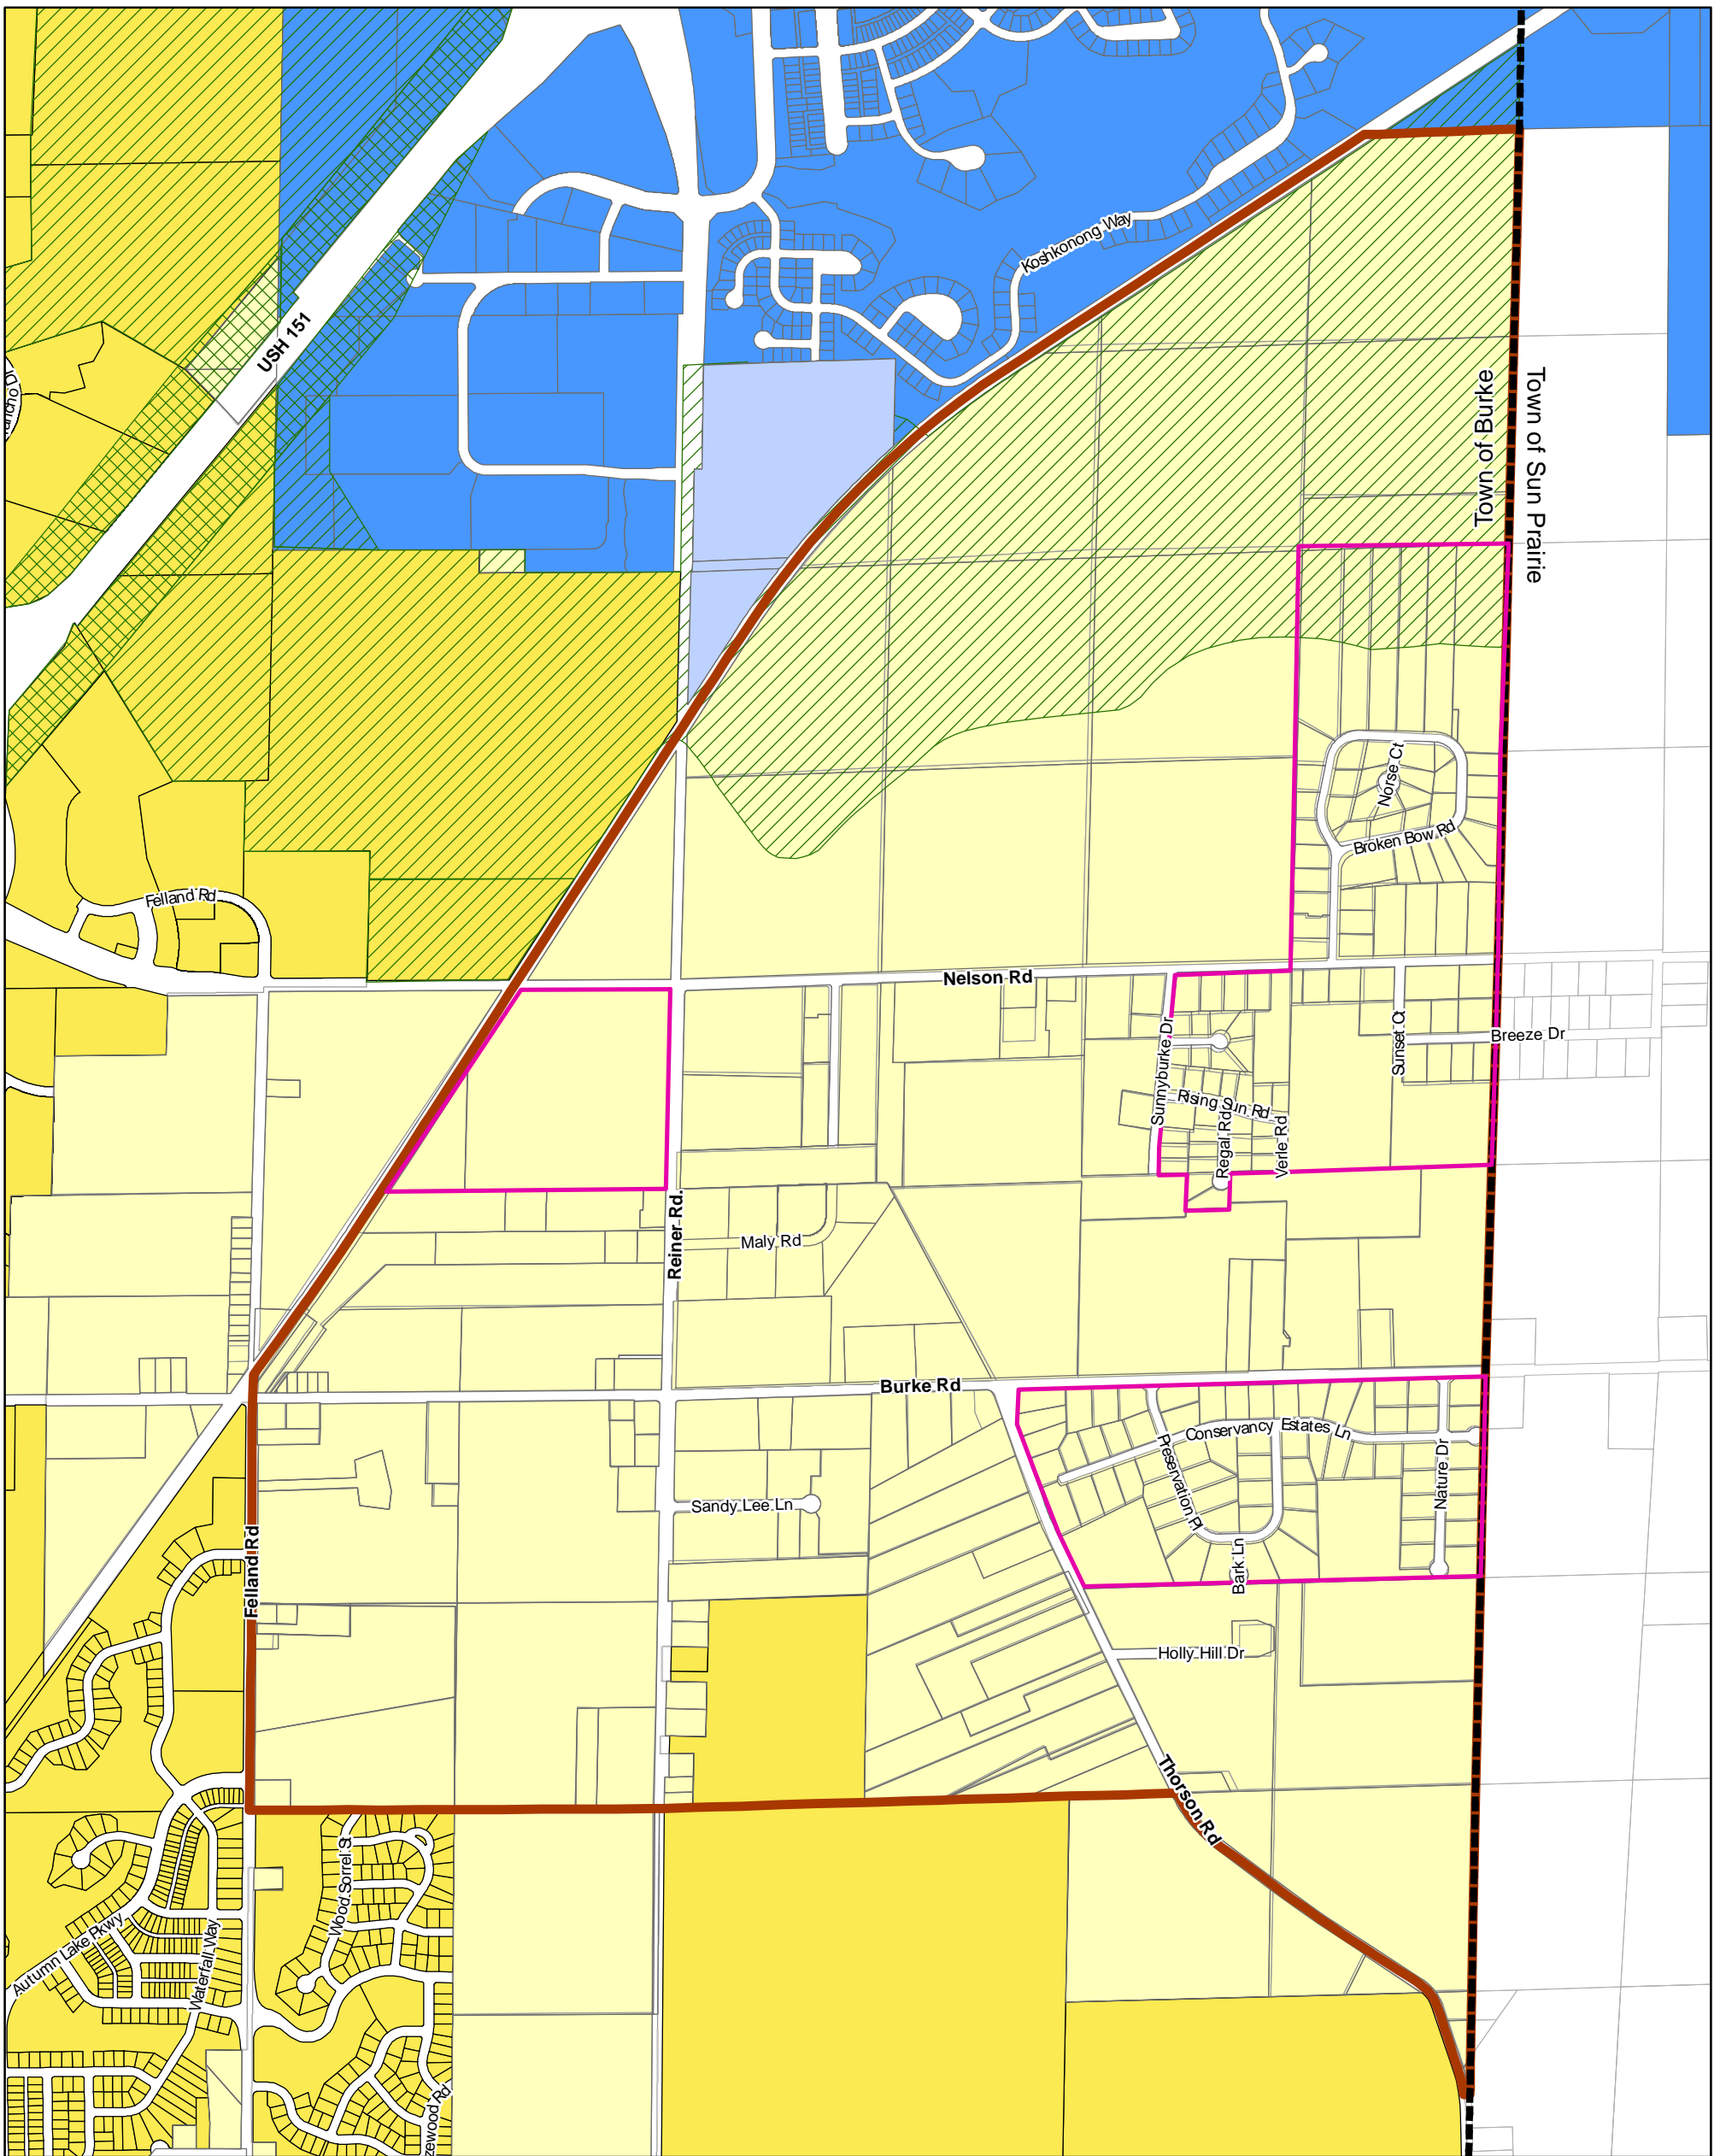 Koshkonong Way
USH 151
Town of Burke
Town of Sun Prairie
Norse Ct
Broken Bow Rd
Felland Rd
Nelson Rd
Sunnyburke Dr
Sunset Ct
Breeze Dr
Rising Sun Rd
Regal Rd
Verle Rd
Reiner Rd.
Maly Rd
Burke Rd
Conservancy Estates Ln
Preservation Pl
Nature Dr
Sandy Lee Ln
Felland Rd
Bark Ln
Holly Hill Dr
Thorson Rd
Wood Sorrel St
Autumn Lake Pkwy
Waterfall Way